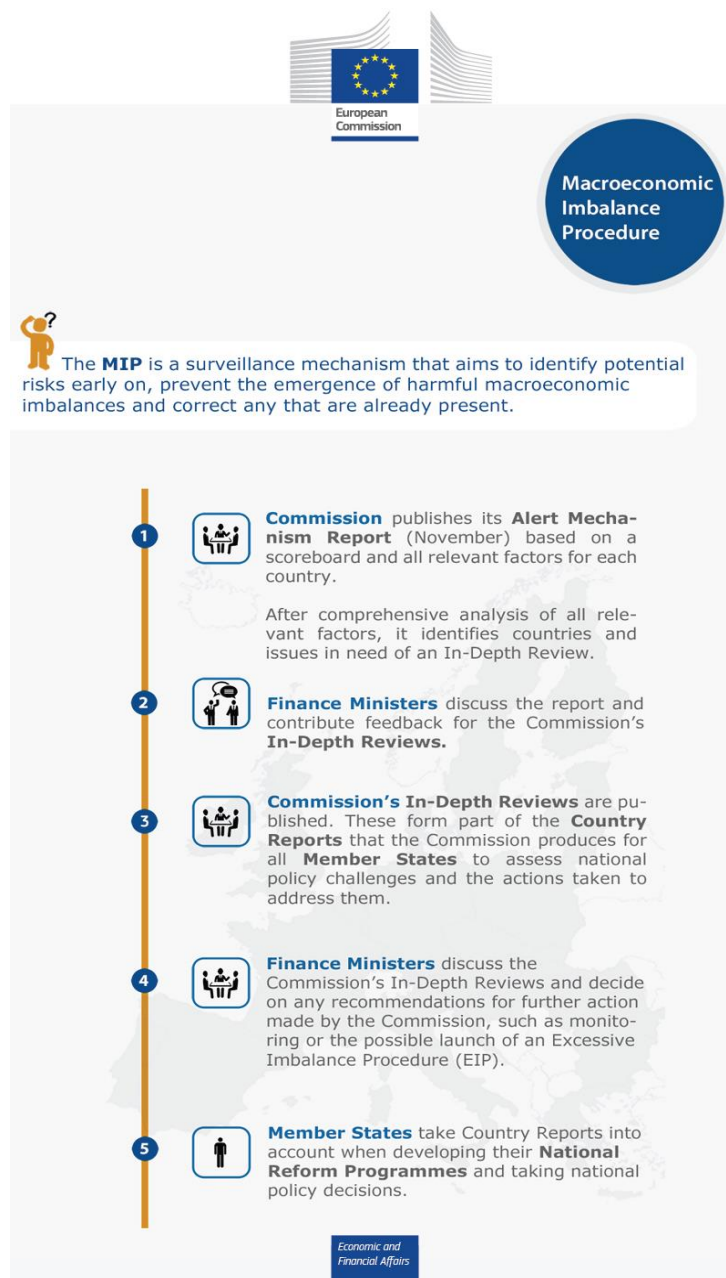 European
Commission
Macroeconomic
Imbalance
Procedure
?
The MIP is a surveillance mechanism that aims to identify potential
risks early on, prevent the emergence of harmful macroeconomic
imbalances and correct any that are already present.
1
Commission publishes its Alert Mecha-
nism Report (November) based on a
scoreboard and all relevant factors for each
country.
After comprehensive analysis of all rele-
vant factors, it identifies countries and
issues in need of an In-Depth Review.
2
Finance Ministers discuss the report and
contribute feedback for the Commission's
In-Depth Reviews.
3
Commission's In-Depth Reviews are pu-
blished. These form part of the Country
Reports that the Commission produces for
all Member States to assess national
policy challenges and the actions taken to
address them.
4
Finance Ministers discuss the
Commission's In-Depth Reviews and decide
on any recommendations for further action
made by the Commission, such as monito-
ring or the possible launch of an Excessive
Imbalance Procedure (EIP).
5
Member States take Country Reports into
account when developing their National
Reform Programmes and taking national
policy decisions.
Economic and
Financial Affairs